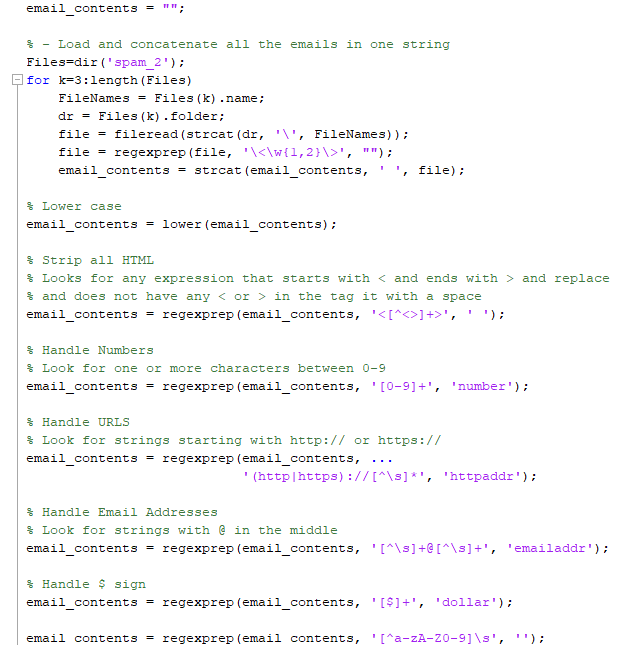 email_contents = "";
% - Load and concatenate all the emails in one string
Files=dir('spam_2');
for k=3:length(Files)
FileNames = Files(k).name;
dr = Files(k).folder;
file = fileread(strcat(dr, '\', FileNames));
file = regexprep(file, '\<\w{1,2}\>', "");
email_contents = strcat(email_contents, ' ', file);
% Lower case
email_contents = lower(email_contents);
% Strip all HTML
% Looks for any expression that starts with < and ends with > and replace
% and does not have any < or > in the tag it with a space
email_contents = regexprep(email_contents, '<[^<>]+>', ' ');
% Handle Numbers
% Look for one or more characters between 0-9
email_contents = regexprep(email_contents, '[0-9]+', 'number');
% Handle URLS
% Look for strings starting with http:// or https://
email_contents = regexprep(email_contents, ...
'(http|https)://[^\s]*', 'httpaddr');
% Handle Email Addresses
% Look for strings with @ in the middle
email_contents = regexprep(email_contents, '[^\s]+@[^\s]+', 'emailaddr');
% Handle $ sign
email_contents = regexprep(email_contents, '[$]+', 'dollar');
email contents = regexprep(email contents, '[^a-zA-Z0-9]\s', '');